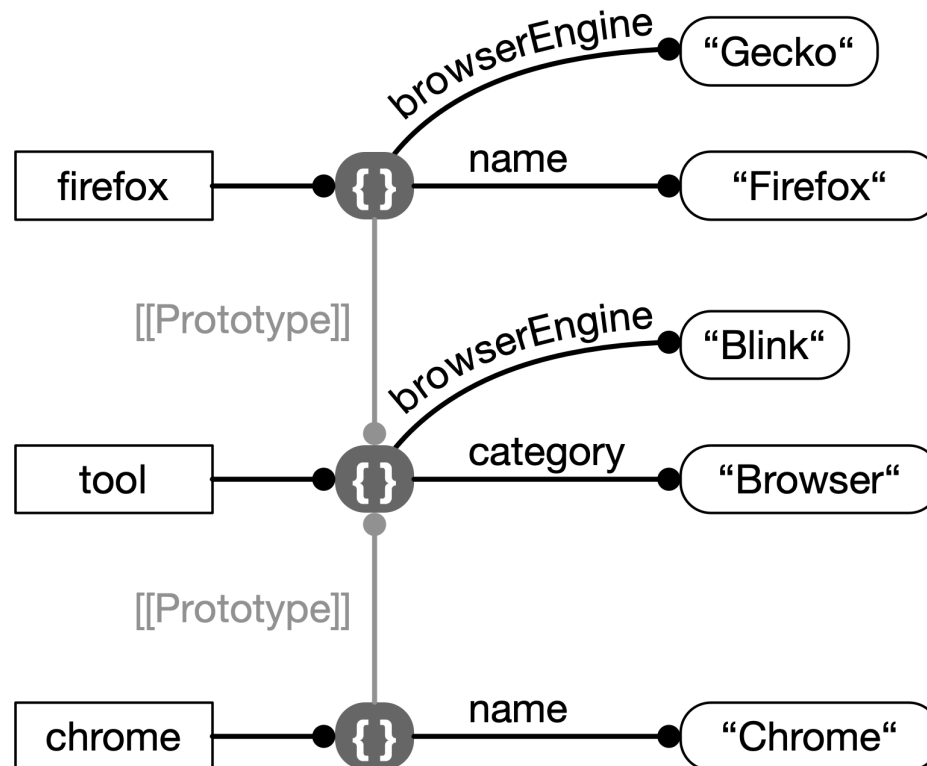 browserEngine
“Gecko“
firefox
{}
name
“Firefox“
[[Prototype]]
browserEngine
“Blink“
tool
{}
category
“Browser“
[[Prototype]]
chrome
{}
name
“Chrome“